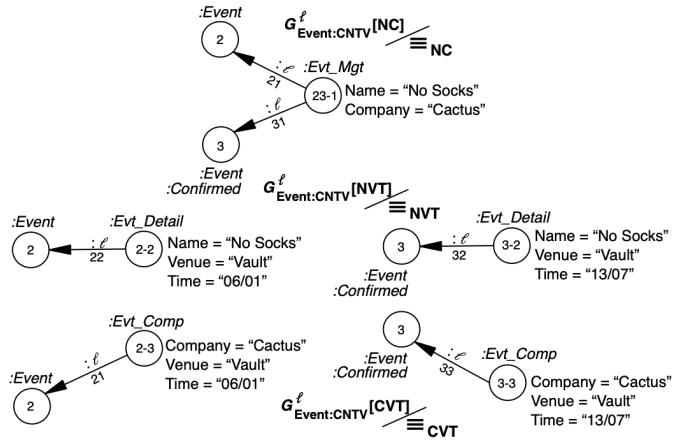 :Event
G^ℓ_Event:CNTV[NC] / ≡NC
2
:ℓ
21
:Evt_Mgt
23-1
Name = “No Socks”
Company = “Cactus”
:ℓ
31
3
:Event
:Confirmed
G^ℓ_Event:CNTV[NVT] / ≡NVT
:Event
:Evt_Detail
2
:ℓ
22
2-2
Name = “No Socks”
Venue = “Vault”
Time = “06/01”
:Evt_Detail
3
:ℓ
32
3-2
Name = “No Socks”
Venue = “Vault”
Time = “13/07”
:Event
:Confirmed
:Evt_Comp
2-3
Company = “Cactus”
Venue = “Vault”
Time = “06/01”
:ℓ
21
:Event
2
3
:Event
:Confirmed
:ℓ
33
:Evt_Comp
3-3
Company = “Cactus”
Venue = “Vault”
Time = “13/07”
G^ℓ_Event:CNTV[CVT] / ≡CVT